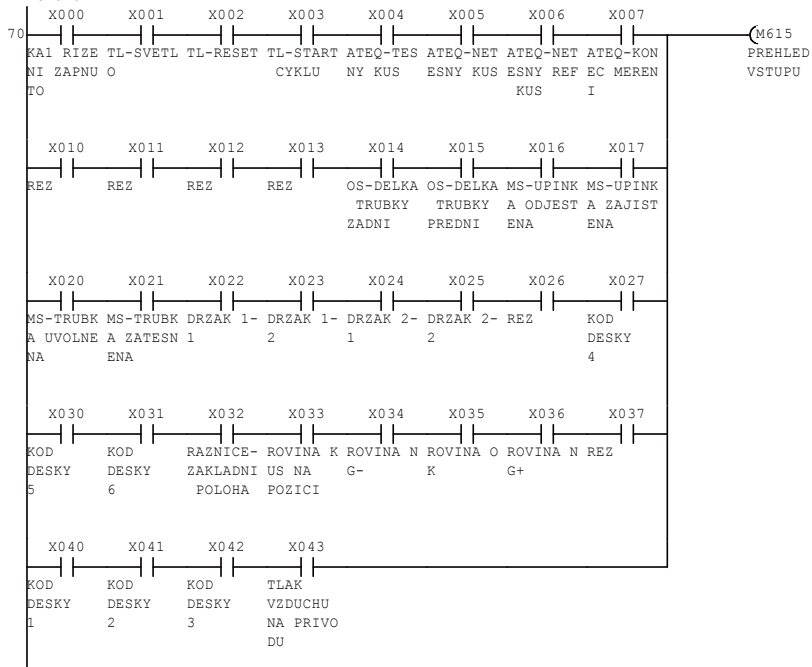 X000 X001 X002 X003 X004 X005 X006 X007
70 M615
KA1 RIZE TL-SVETL TL-RESET TL-START ATEQ-TES ATEQ-NET ATEQ-NET ATEQ-KON PREHLED
NI ZAPNU O CYKLU NY KUS ESNY KUS ESNY REF EC MEREN VSTUPU
TO KUS I
X010 X011 X012 X013 X014 X015 X016 X017
REZ REZ REZ REZ OS-DELKA OS-DELKA MS-UPINK MS-UPINK
TRUBKY TRUBKY A ODJEST A ZAJIST
ZADNI PREDNI ENA ENA
X020 X021 X022 X023 X024 X025 X026 X027
MS-TRUBK MS-TRUBK DRZAK 1- DRZAK 1- DRZAK 2- DRZAK 2- REZ KOD
A UVOLNE A ZATESN 1 2 1 2 DESKY
NA ENA 4
X030 X031 X032 X033 X034 X035 X036 X037
KOD KOD RAZNICE- ROVINA K ROVINA N ROVINA O ROVINA N REZ
DESKY DESKY ZAKLADNI US NA G- K G+
5 6 POLOHA POZICI
X040 X041 X042 X043
KOD KOD KOD TLAK
DESKY DESKY DESKY VZDUCHU
1 2 3 NA PRIVO
DU